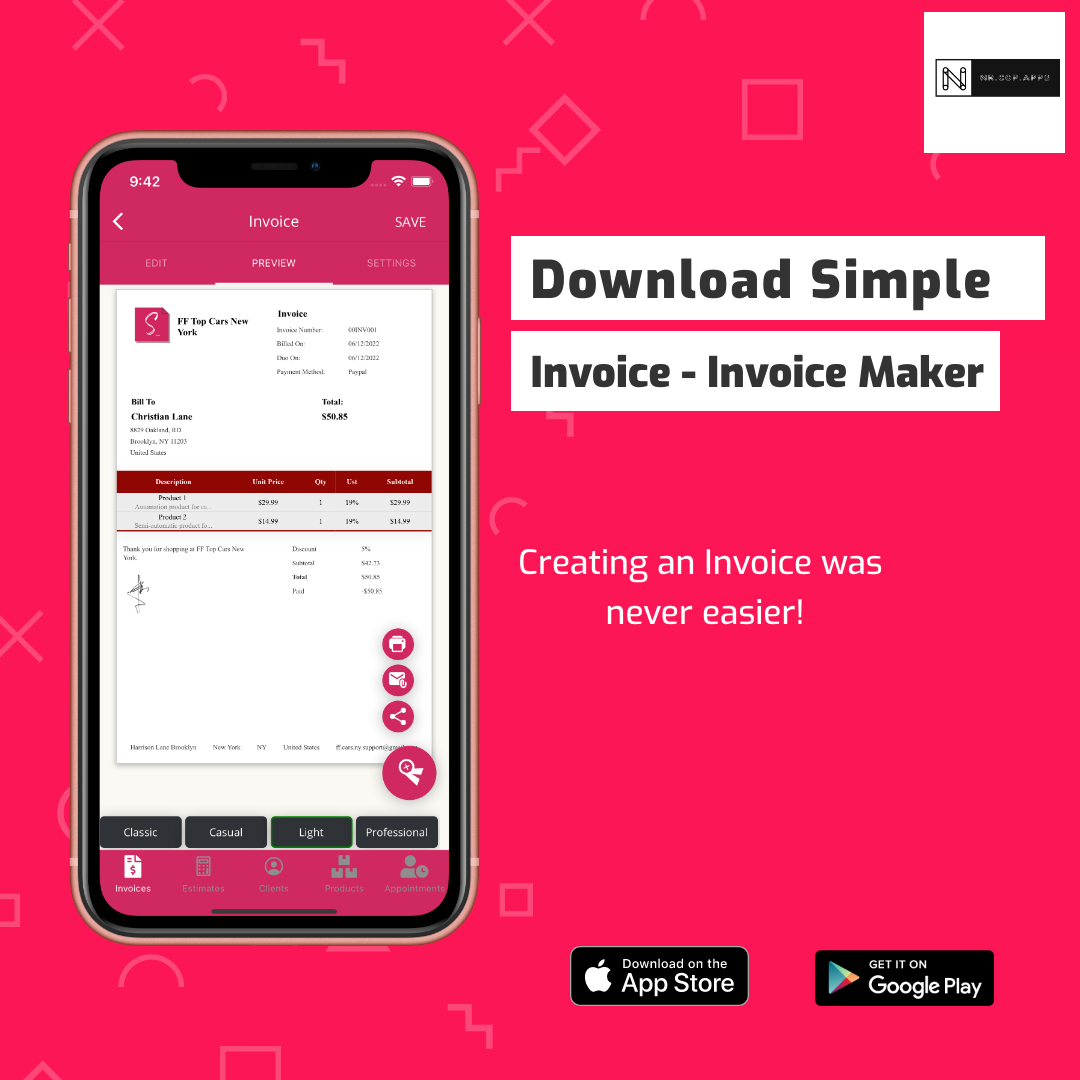 NR.COP.APPS
9:42
Invoice
SAVE
EDIT
PREVIEW
SETTINGS
FF Top Cars New
York
Invoice
Invoice Number: 00INV001
Billed On: 06/12/2022
Due On: 06/12/2022
Payment Method: Paypal
Bill To
Christian Lane
8829 Oakland, RD
Brooklyn, NY 11203
United States
Total:
$50.85
Description Unit Price Qty Ust Subtotal
Product 1
Automation product for co...
$29.99 1 19% $29.99
Product 2
Semi-automatic product fo...
$14.99 1 19% $14.99
Thank you for shopping at FF Top Cars New
York.
Discount 5%
Subtotal $42.73
Total $50.85
Paid -$50.85
Harrison Lane Brooklyn New York NY United States ff.cars.ny.support@gmail
Classic
Casual
Light
Professional
Invoices
Estimates
Clients
Products
Appointments
Download Simple
Invoice - Invoice Maker
Creating an Invoice was
never easier!
Download on the
App Store
GET IT ON
Google Play